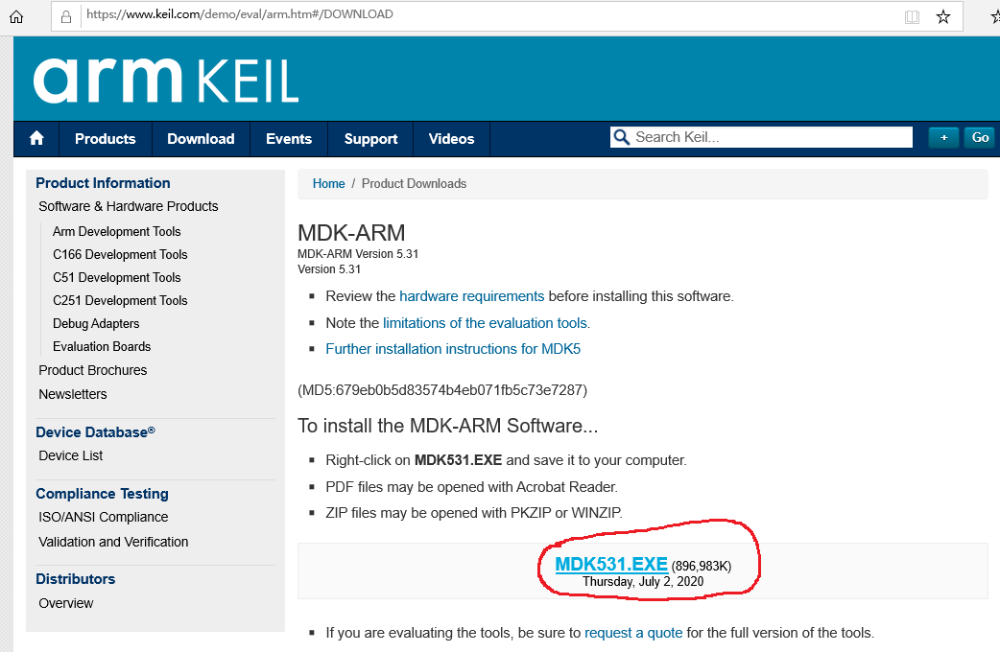 https://www.keil.com/demo/eval/arm.htm#/DOWNLOAD
arm KEIL
Products Download Events Support Videos Search Keil... + Go
Product Information
Software & Hardware Products
Arm Development Tools
C166 Development Tools
C51 Development Tools
C251 Development Tools
Debug Adapters
Evaluation Boards
Product Brochures
Newsletters
Device Database®
Device List
Compliance Testing
ISO/ANSI Compliance
Validation and Verification
Distributors
Overview
Home / Product Downloads
MDK-ARM
MDK-ARM Version 5.31
Version 5.31
Review the hardware requirements before installing this software.
Note the limitations of the evaluation tools.
Further installation instructions for MDK5
(MD5:679eb0b5d83574b4eb071fb5c73e7287)
To install the MDK-ARM Software...
Right-click on MDK531.EXE and save it to your computer.
PDF files may be opened with Acrobat Reader.
ZIP files may be opened with PKZIP or WINZIP.
MDK531.EXE (896,983K)
Thursday, July 2, 2020
If you are evaluating the tools, be sure to request a quote for the full version of the tools.